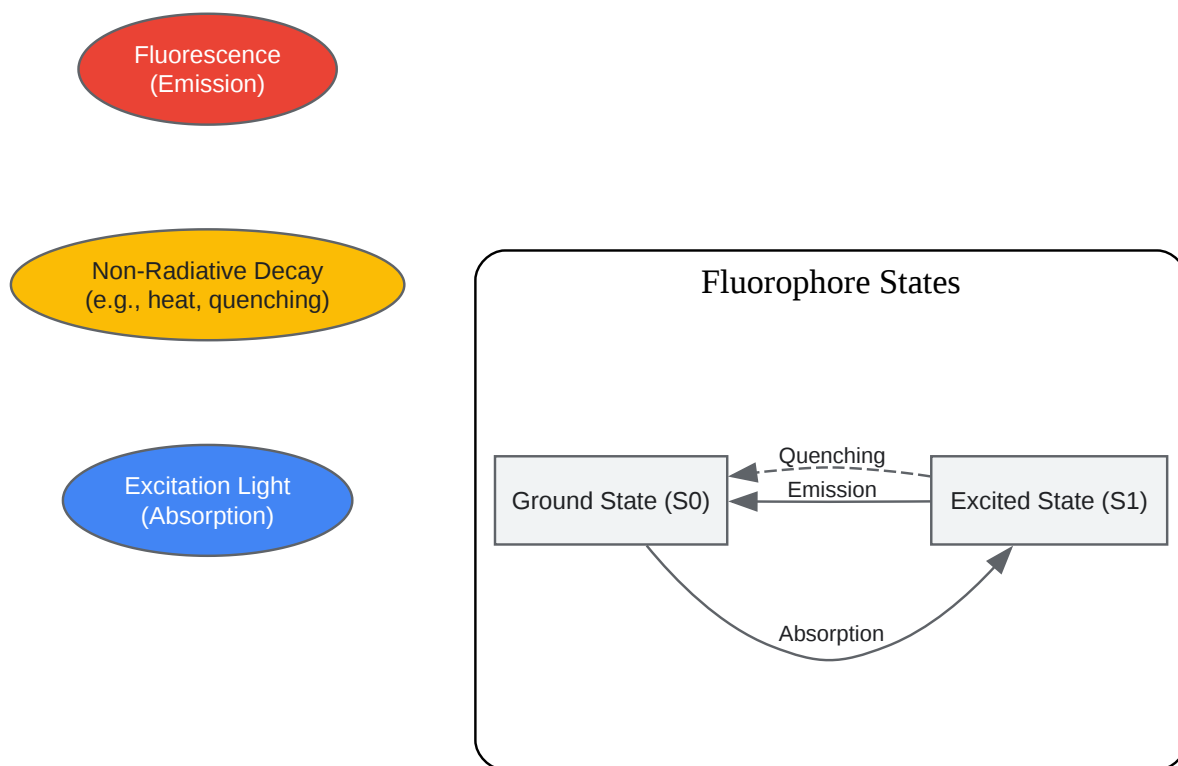 Fluorescence
(Emission)
Non-Radiative Decay
(e.g., heat, quenching)
Excitation Light
(Absorption)
Fluorophore States
Quenching
Emission
Ground State (S0)
Excited State (S1)
Absorption